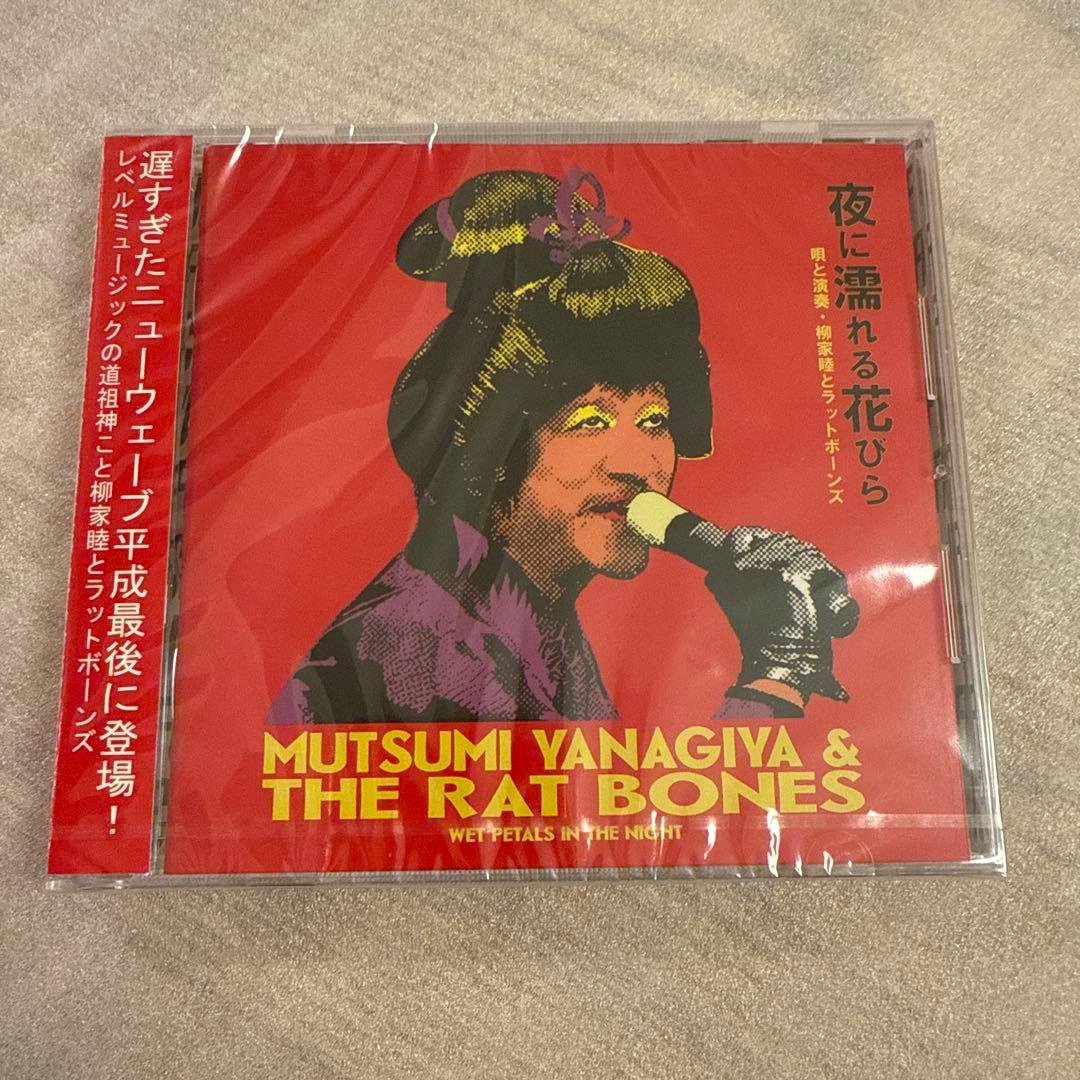 遅すぎたニューウェーブ平成最後に登場！
レベルミュージックの道祖神こと柳家睦とラットボーンズ
夜に濡れる花びら
唄と演奏・柳家睦とラットボーンズ
MUTSUMI YANAGIYA &
THE RAT BONES
WET PETALS IN THE NIGHT